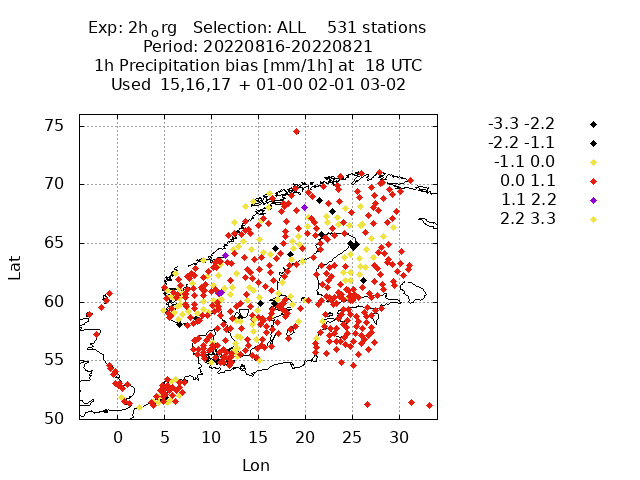 Exp: 2horg   Selection: ALL    531 stations
Period: 20220816-20220821
1h Precipitation bias [mm/1h] at  18 UTC
Used  15,16,17 + 01-00 02-01 03-02
-3.3 -2.2
-2.2 -1.1
-1.1 0.0
0.0 1.1
1.1 2.2
2.2 3.3
75
70
65
60
55
50
Lat
0 5 10 15 20 25 30
Lon